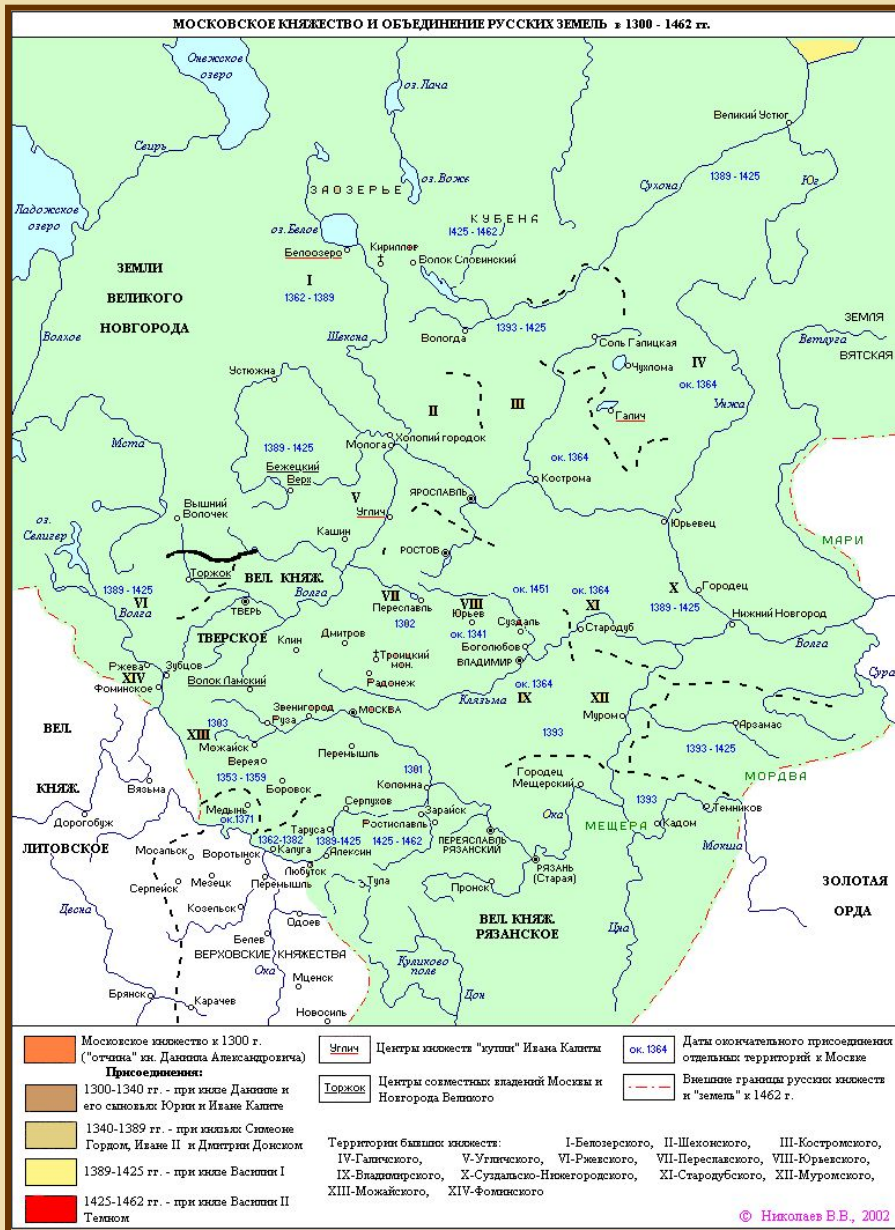 МОСКОВСКОЕ КНЯЖЕСТВО И ОБЪЕДИНЕНИЕ РУССКИХ ЗЕМЕЛЬ в 1300 - 1462 гг.
Онежское
озеро
оз. Лача
Великий Устюг
Свирь
ЗАОЗЕРЬЕ
оз. Воже
Сухона
1389 - 1425
Юг
Ладожское
озеро
КУБЕНА
1425 - 1462
оз. Белое
Белоозеро
Кириллов
Волок Словинский
ЗЕМЛИ
ВЕЛИКОГО
НОВГОРОДА
I
1362 - 1389
Волхов
Шексна
Вологда
1393 - 1425
Соль Галицкая
ЗЕМЛЯ
ВЯТСКАЯ
Ветлуга
Чухлома
IV
ок. 1364
Устюжна
II
III
Галич
Унжа
Мста
Молога
Холопий городок
1389 - 1425
Бежецкий
Верх
ок. 1364
Кострома
V
Углич
ЯРОСЛАВЛЬ
Вышний
Волочек
Кашин
Юрьевец
оз.
Селигер
РОСТОВ
МАРИ
Торжок
ВЕЛ. КНЯЖ.
1389 - 1425
VI
Волга
ТВЕРЬ
Волга
VII
Переславль
1302
VIII
Юрьев
ок. 1341
ок. 1451
Суздаль
ок. 1364
XI
Стародуб
X
1389 - 1425
Городец
Нижний Новгород
ТВЕРСКОЕ
Клин
Дмитров
Троицкий
мон.
Боголюбов
ВЛАДИМИР
Волга
Ржева
Зубцов
XIV
Фоминское
Волок Ламский
Радонеж
ок. 1364
Клязьма
IX
XII
Сура
Звенигород
Руза
МОСКВА
Муром
Арзамас
ВЕЛ.
КНЯЖ.
ЛИТОВСКОЕ
1303
XIII
Можайск
Верея
Перемышль
1393
1393 - 1425
1353 - 1359
Боровск
1301
Коломна
Городец
Мещерский
МОРДВА
Вязьма
Дорогобуж
Медынь
ок.1371
Серпухов
Зарайск
Ока
1393
Темников
Таруса
Ростиславль
МЕЩЕРА
Кадом
1362-1382
Калуга
1389-1425
Алексин
1425 - 1462
ПЕРЕЯСЛАВЛЬ
РЯЗАНСКИЙ
Мокша
Мосальск
Воротынск
Любутск
РЯЗАНЬ
(Старая)
Серпейск
Мезецк
Перемышль
Тула
Пронск
ЗОЛОТАЯ
ОРДА
Десна
Козельск
Одоев
ВЕЛ. КНЯЖ.
РЯЗАНСКОЕ
Цна
Белев
ВЕРХОВСКИЕ КНЯЖЕСТВА
Ока
Куликово
поле
Мценск
Дон
Брянск
Карачев
Новосиль
Московское княжество к 1300 г.
("отчина" кн. Даниила Александровича)
Присоединения:
1300-1340 гг. - при князе Данииле и
его сыновьях Юрии и Иване Калите
1340-1389 гг. - при князьях Симеоне
Гордом, Иване II и Дмитрии Донском
1389-1425 гг. - при князе Василии I
1425-1462 гг. - при князе Василии II
Темном
Углич
Центры княжеств "купли" Ивана Калиты
Торжок
Центры совместных владений Москвы и
Новгорода Великого
ок. 1364
Даты окончательного присоединения
отдельных территорий к Москве
Внешние границы русских княжеств
и "земель" к 1462 г.
Территории бывших княжеств: I-Белозерского, II-Шехонского, III-Костромского,
IV-Галичского, V-Угличского, VI-Ржевского, VII-Переславского, VIII-Юрьевского,
IX-Владимирского, X-Суздальско-Нижегородского, XI-Стародубского, XII-Муромского,
XIII-Можайского, XIV-Фоминского
© Николаев В.В., 2002